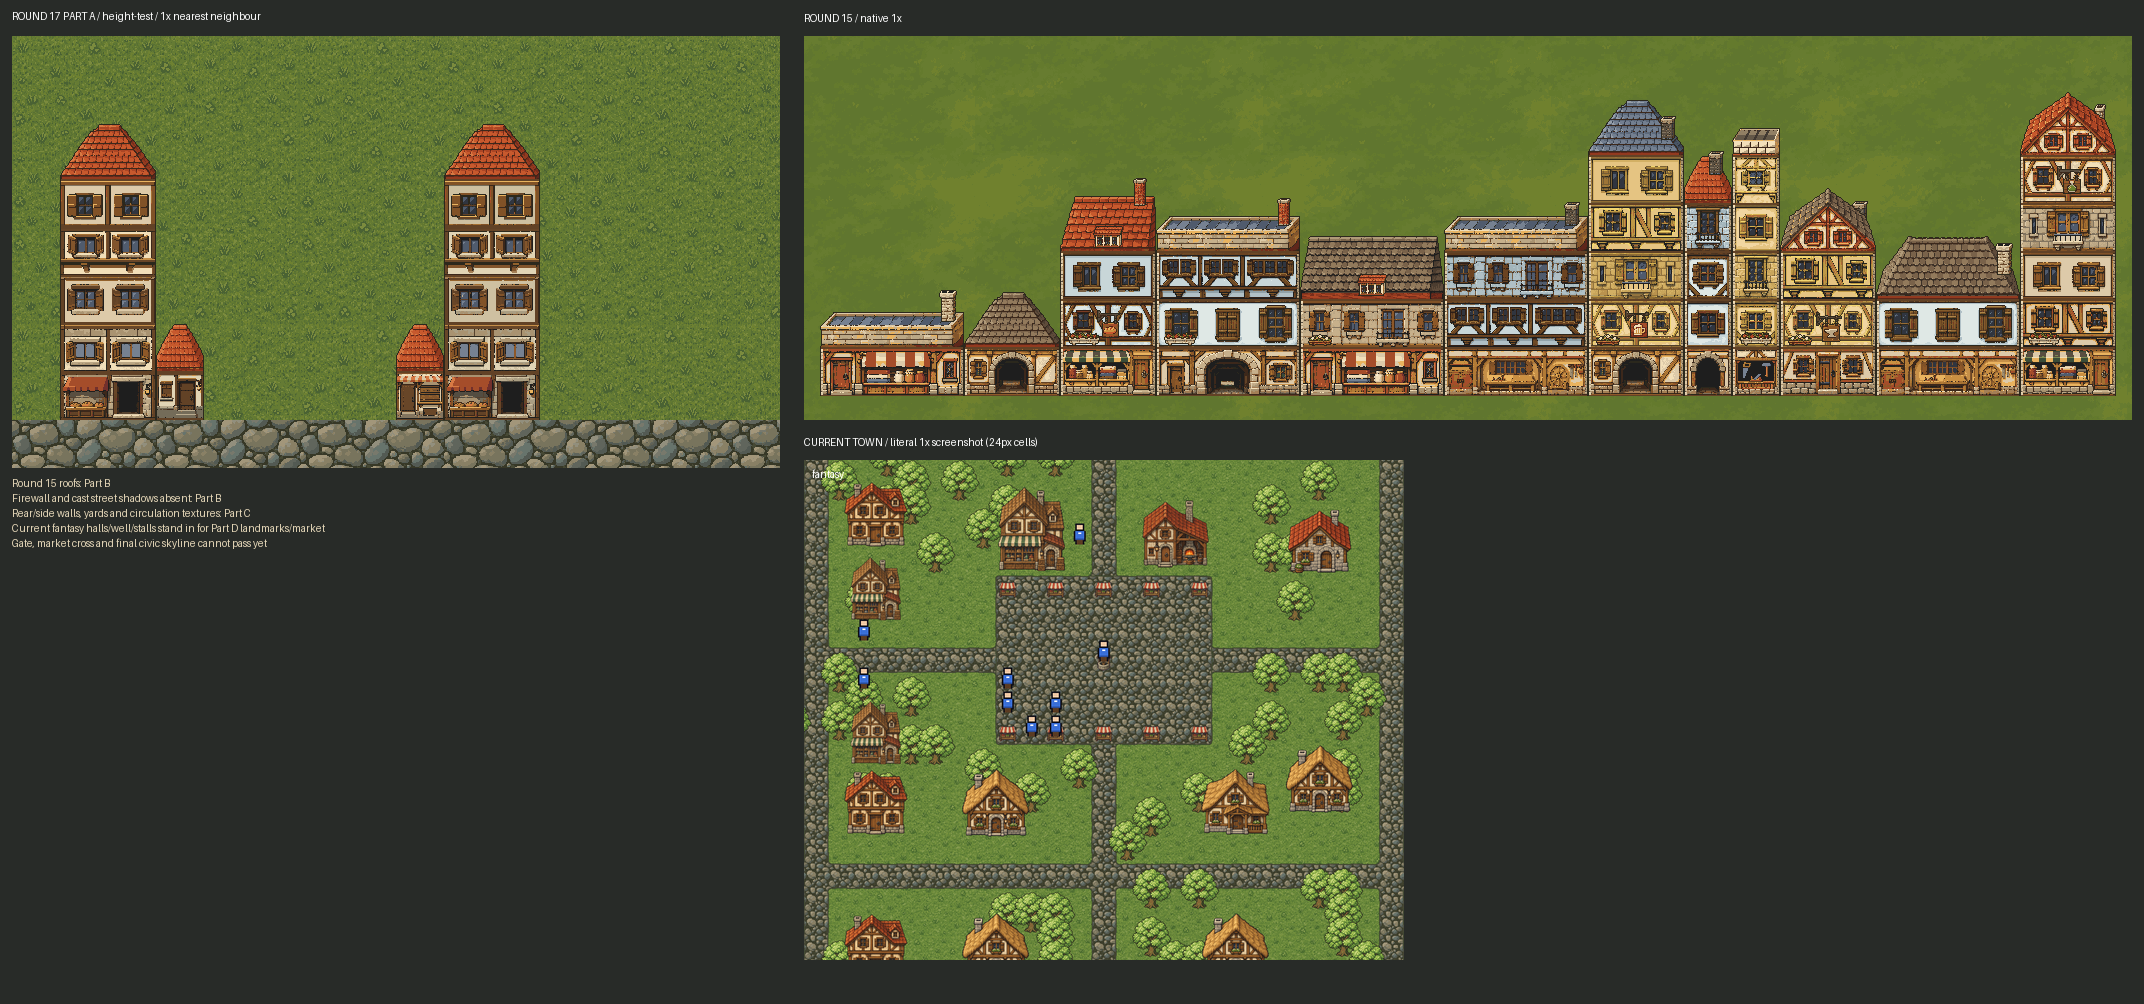 ROUND 17 PART A / height-test / 1x nearest neighbour
ROUND 15 / native 1x
CURRENT TOWN / literal 1x screenshot (24px cells)
fantasy
Round 15 roofs: Part B
Firewall and cast street shadows absent: Part B
Rear/side walls, yards and circulation textures: Part C
Current fantasy halls/well/stalls stand in for Part D landmarks/market
Gate, market cross and final civic skyline cannot pass yet